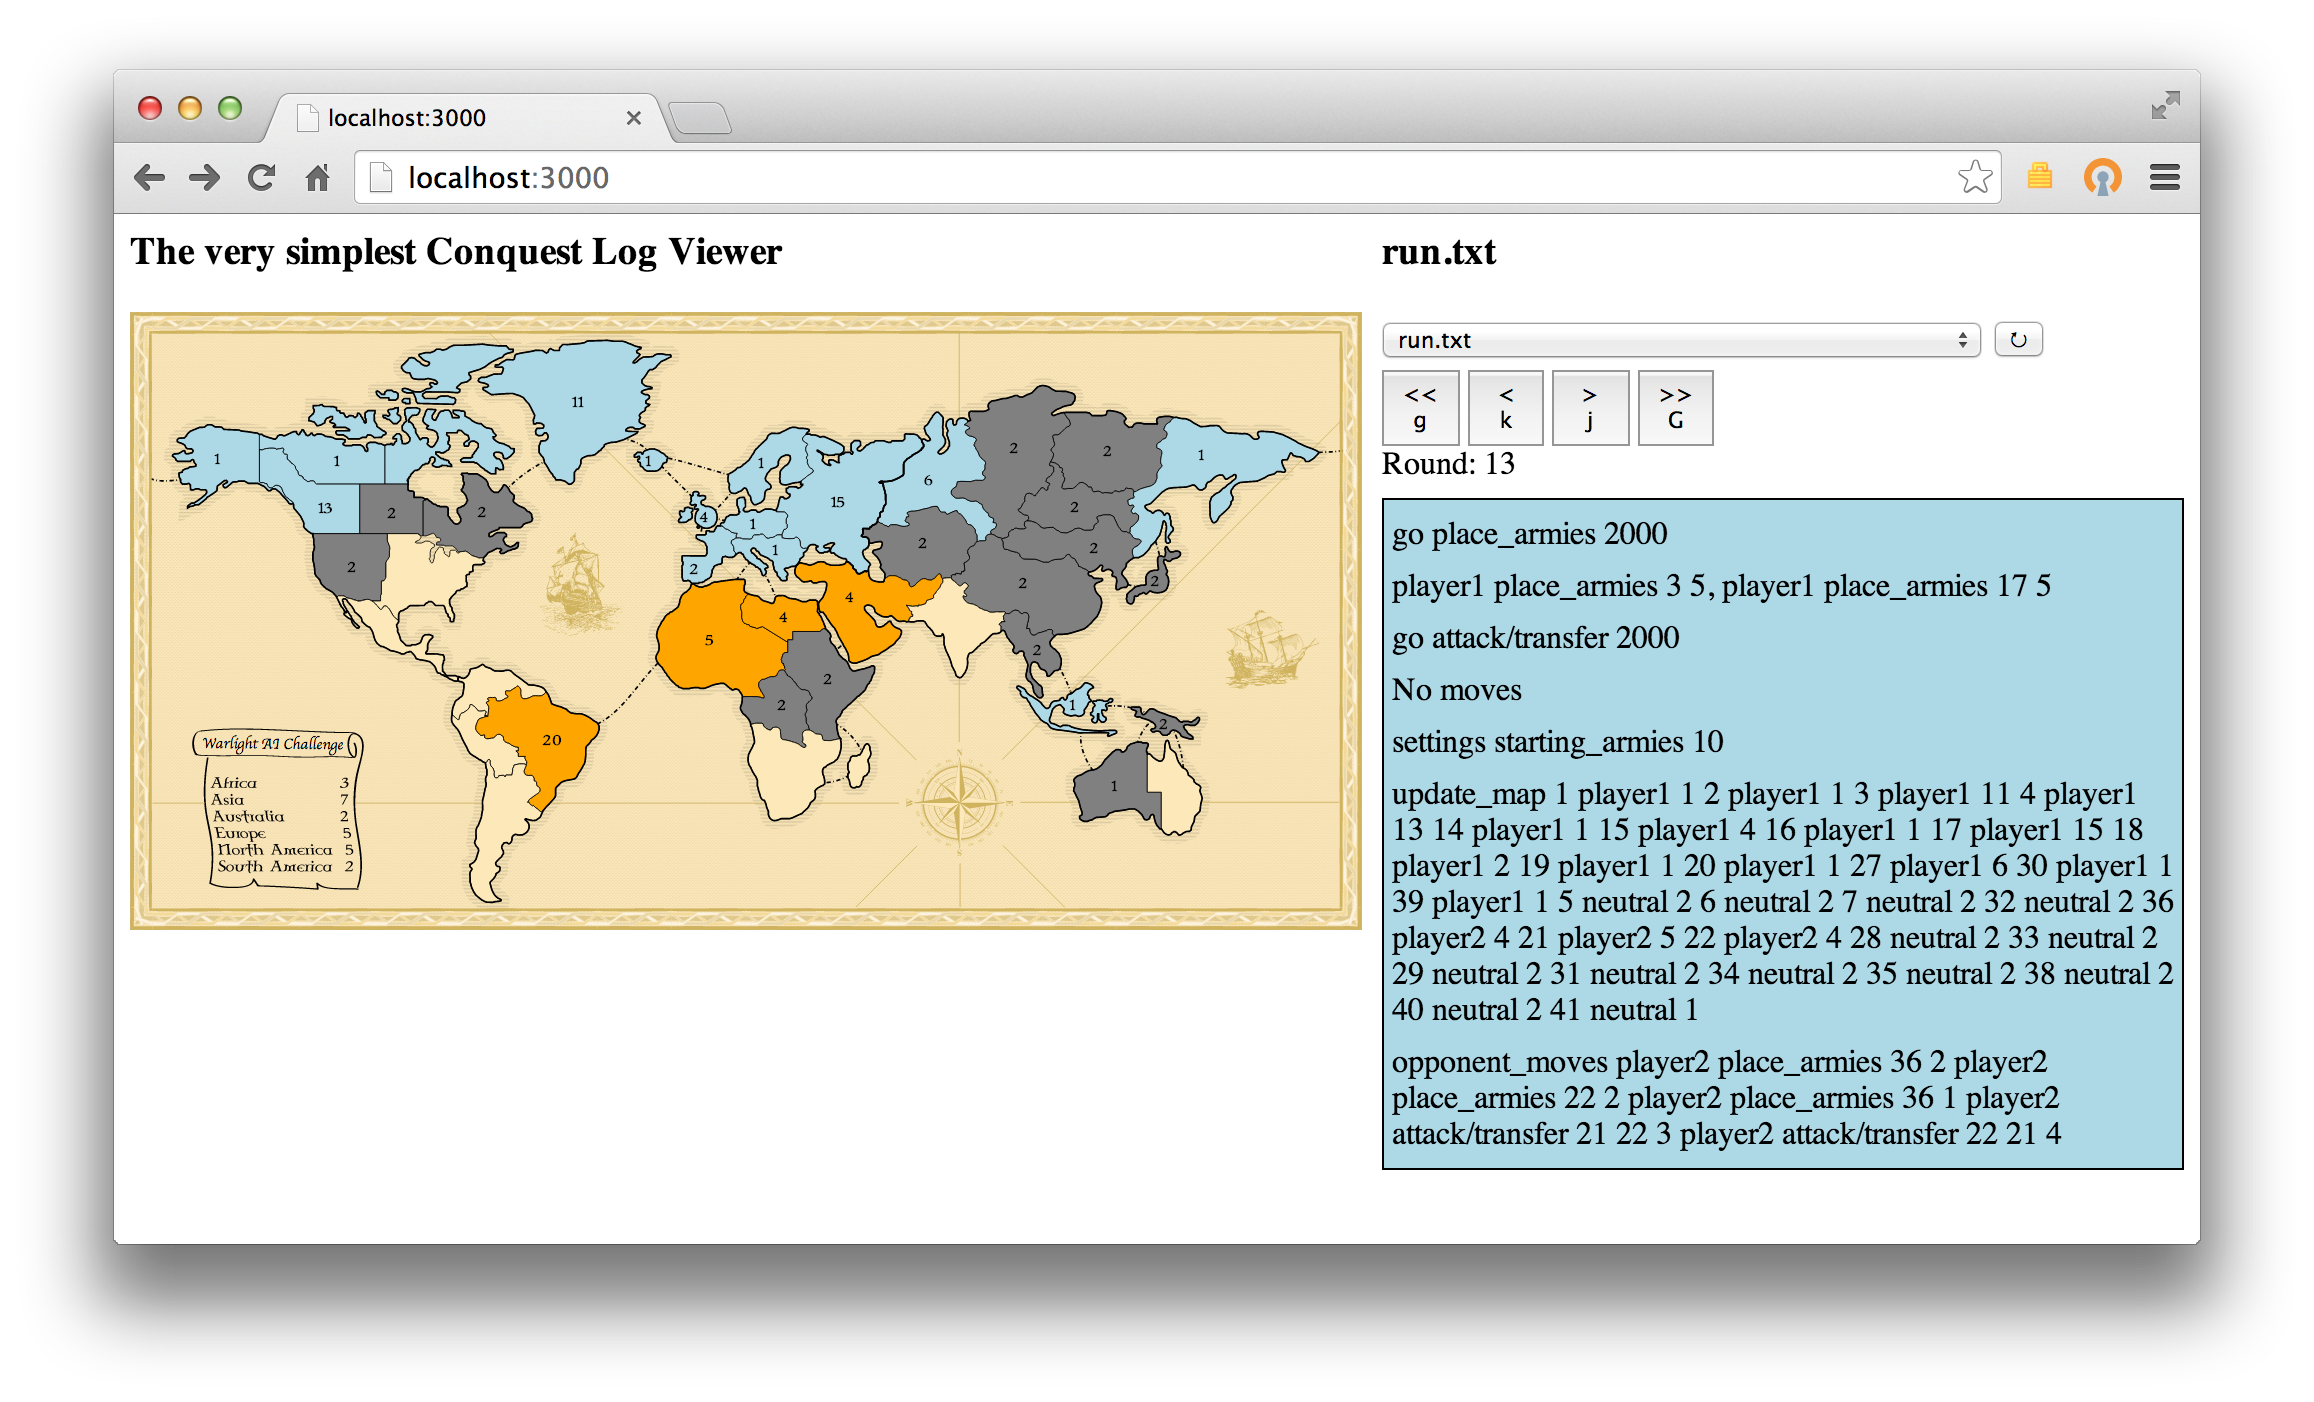 localhost:3000
localhost:3000
The very simplest Conquest Log Viewer
11
1
1
1
1
2
2
1
13
2
2
15
6
2
4
1
2
1
2
2
2
2
2
2
4
5
4
2
2
2
1
2
20
1
Warlight AI Challenge
Africa 3
Asia 7
Australia 2
Europe 5
North America 5
South America 2
run.txt
run.txt
<< < > >>
g k j G
Round: 13
go place_armies 2000
player1 place_armies 3 5, player1 place_armies 17 5
go attack/transfer 2000
No moves
settings starting_armies 10
update_map 1 player1 1 2 player1 1 3 player1 11 4 player1
13 14 player1 1 15 player1 4 16 player1 1 17 player1 15 18
player1 2 19 player1 1 20 player1 1 27 player1 6 30 player1 1
39 player1 1 5 neutral 2 6 neutral 2 7 neutral 2 32 neutral 2 36
player2 4 21 player2 5 22 player2 4 28 neutral 2 33 neutral 2
29 neutral 2 31 neutral 2 34 neutral 2 35 neutral 2 38 neutral 2
40 neutral 2 41 neutral 1
opponent_moves player2 place_armies 36 2 player2
place_armies 22 2 player2 place_armies 36 1 player2
attack/transfer 21 22 3 player2 attack/transfer 22 21 4